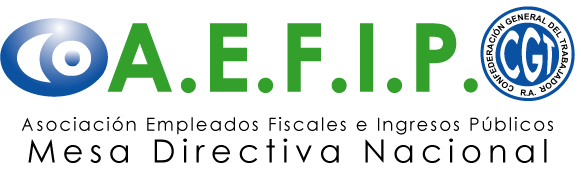 A.E.F.I.P.
CONFEDERACIÓN GENERAL DEL TRABAJADOR
CGT
R.A.
Asociación Empleados Fiscales e Ingresos Públicos
Mesa Directiva Nacional